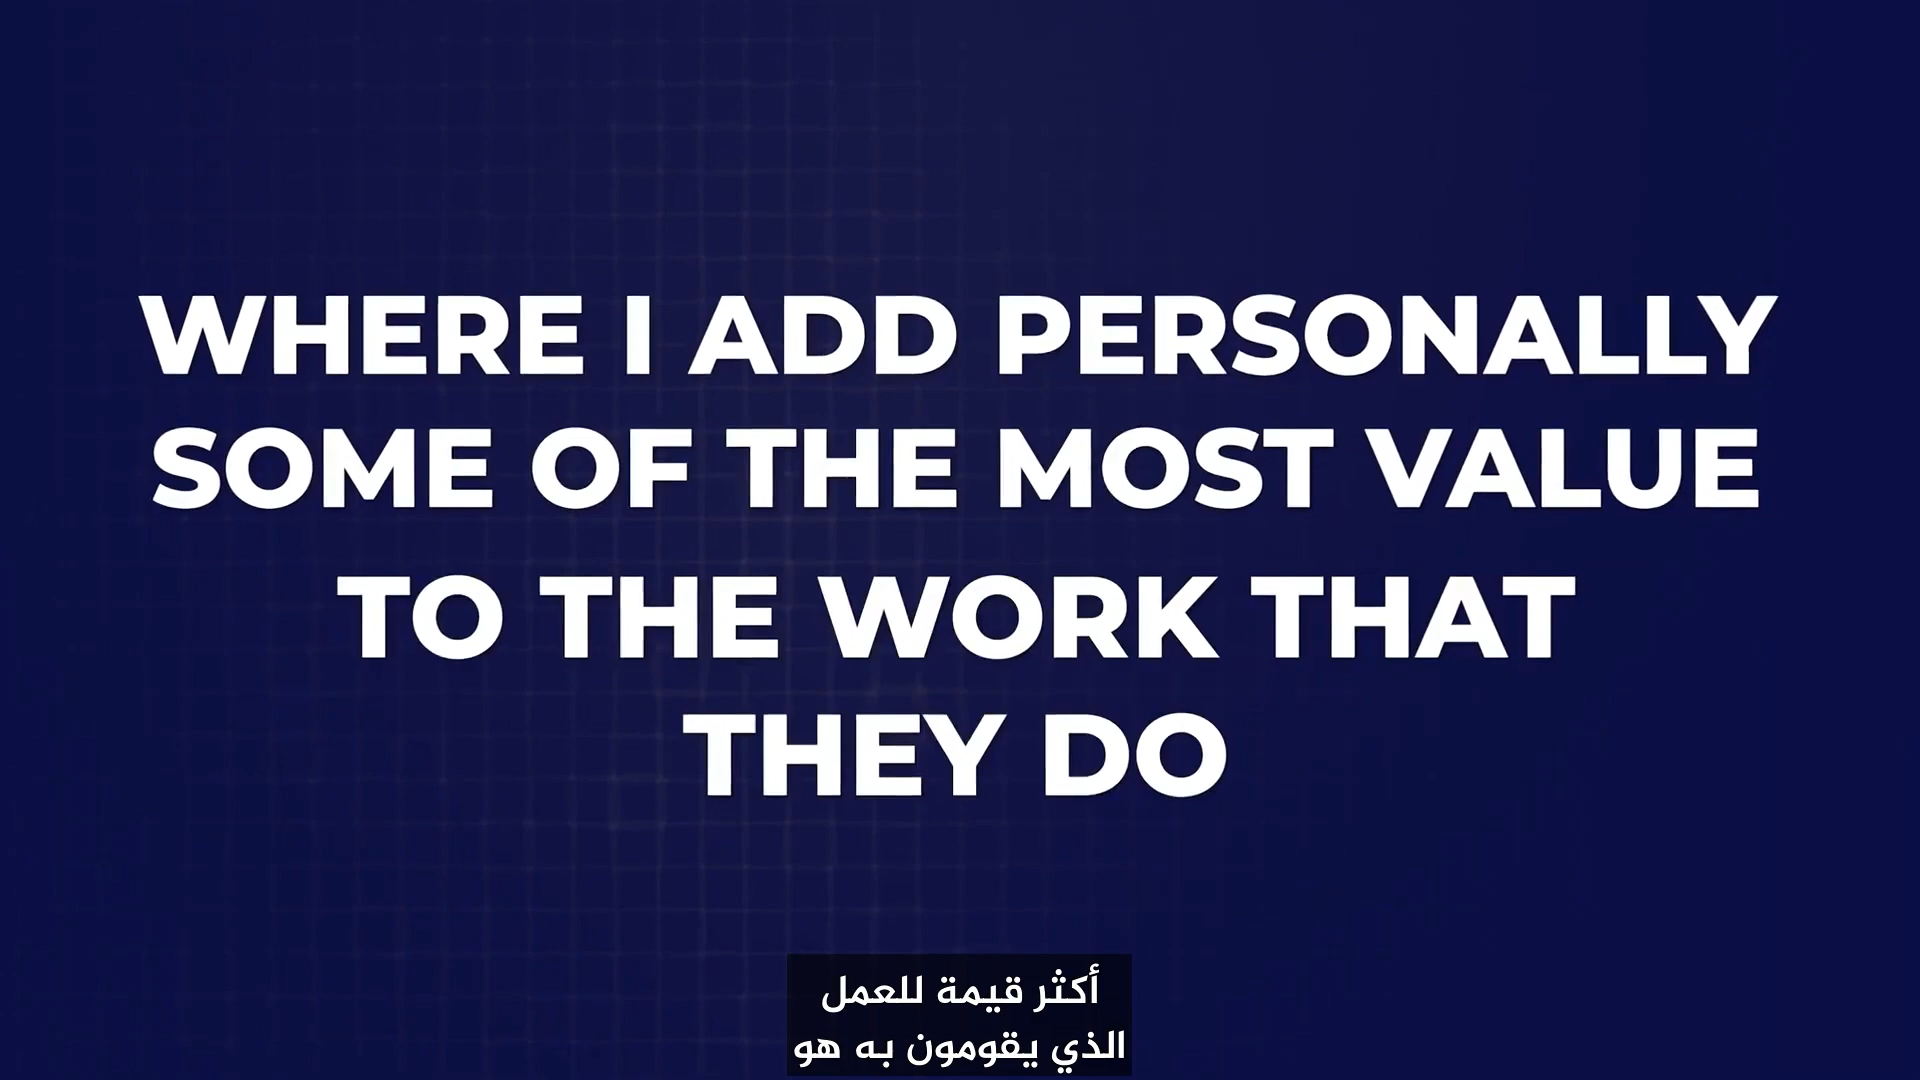 WHERE I ADD PERSONALLY
SOME OF THE MOST VALUE
TO THE WORK THAT
THEY DO
أكثر قيمة للعمل
الذي يقومون به هو